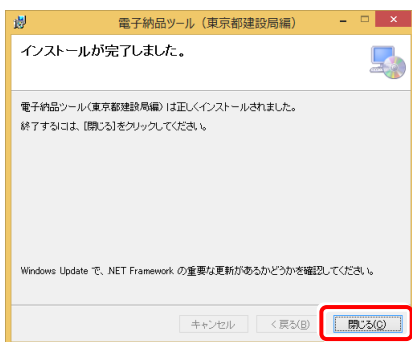 電子納品ツール（東京都建設局編）
インストールが完了しました。
電子納品ツール（東京都建設局編）は正しくインストールされました。
終了するには、[閉じる]をクリックしてください。
Windows Update で、.NET Framework の重要な更新があるかどうかを確認してください。
キャンセル
< 戻る(B)
閉じる(C)